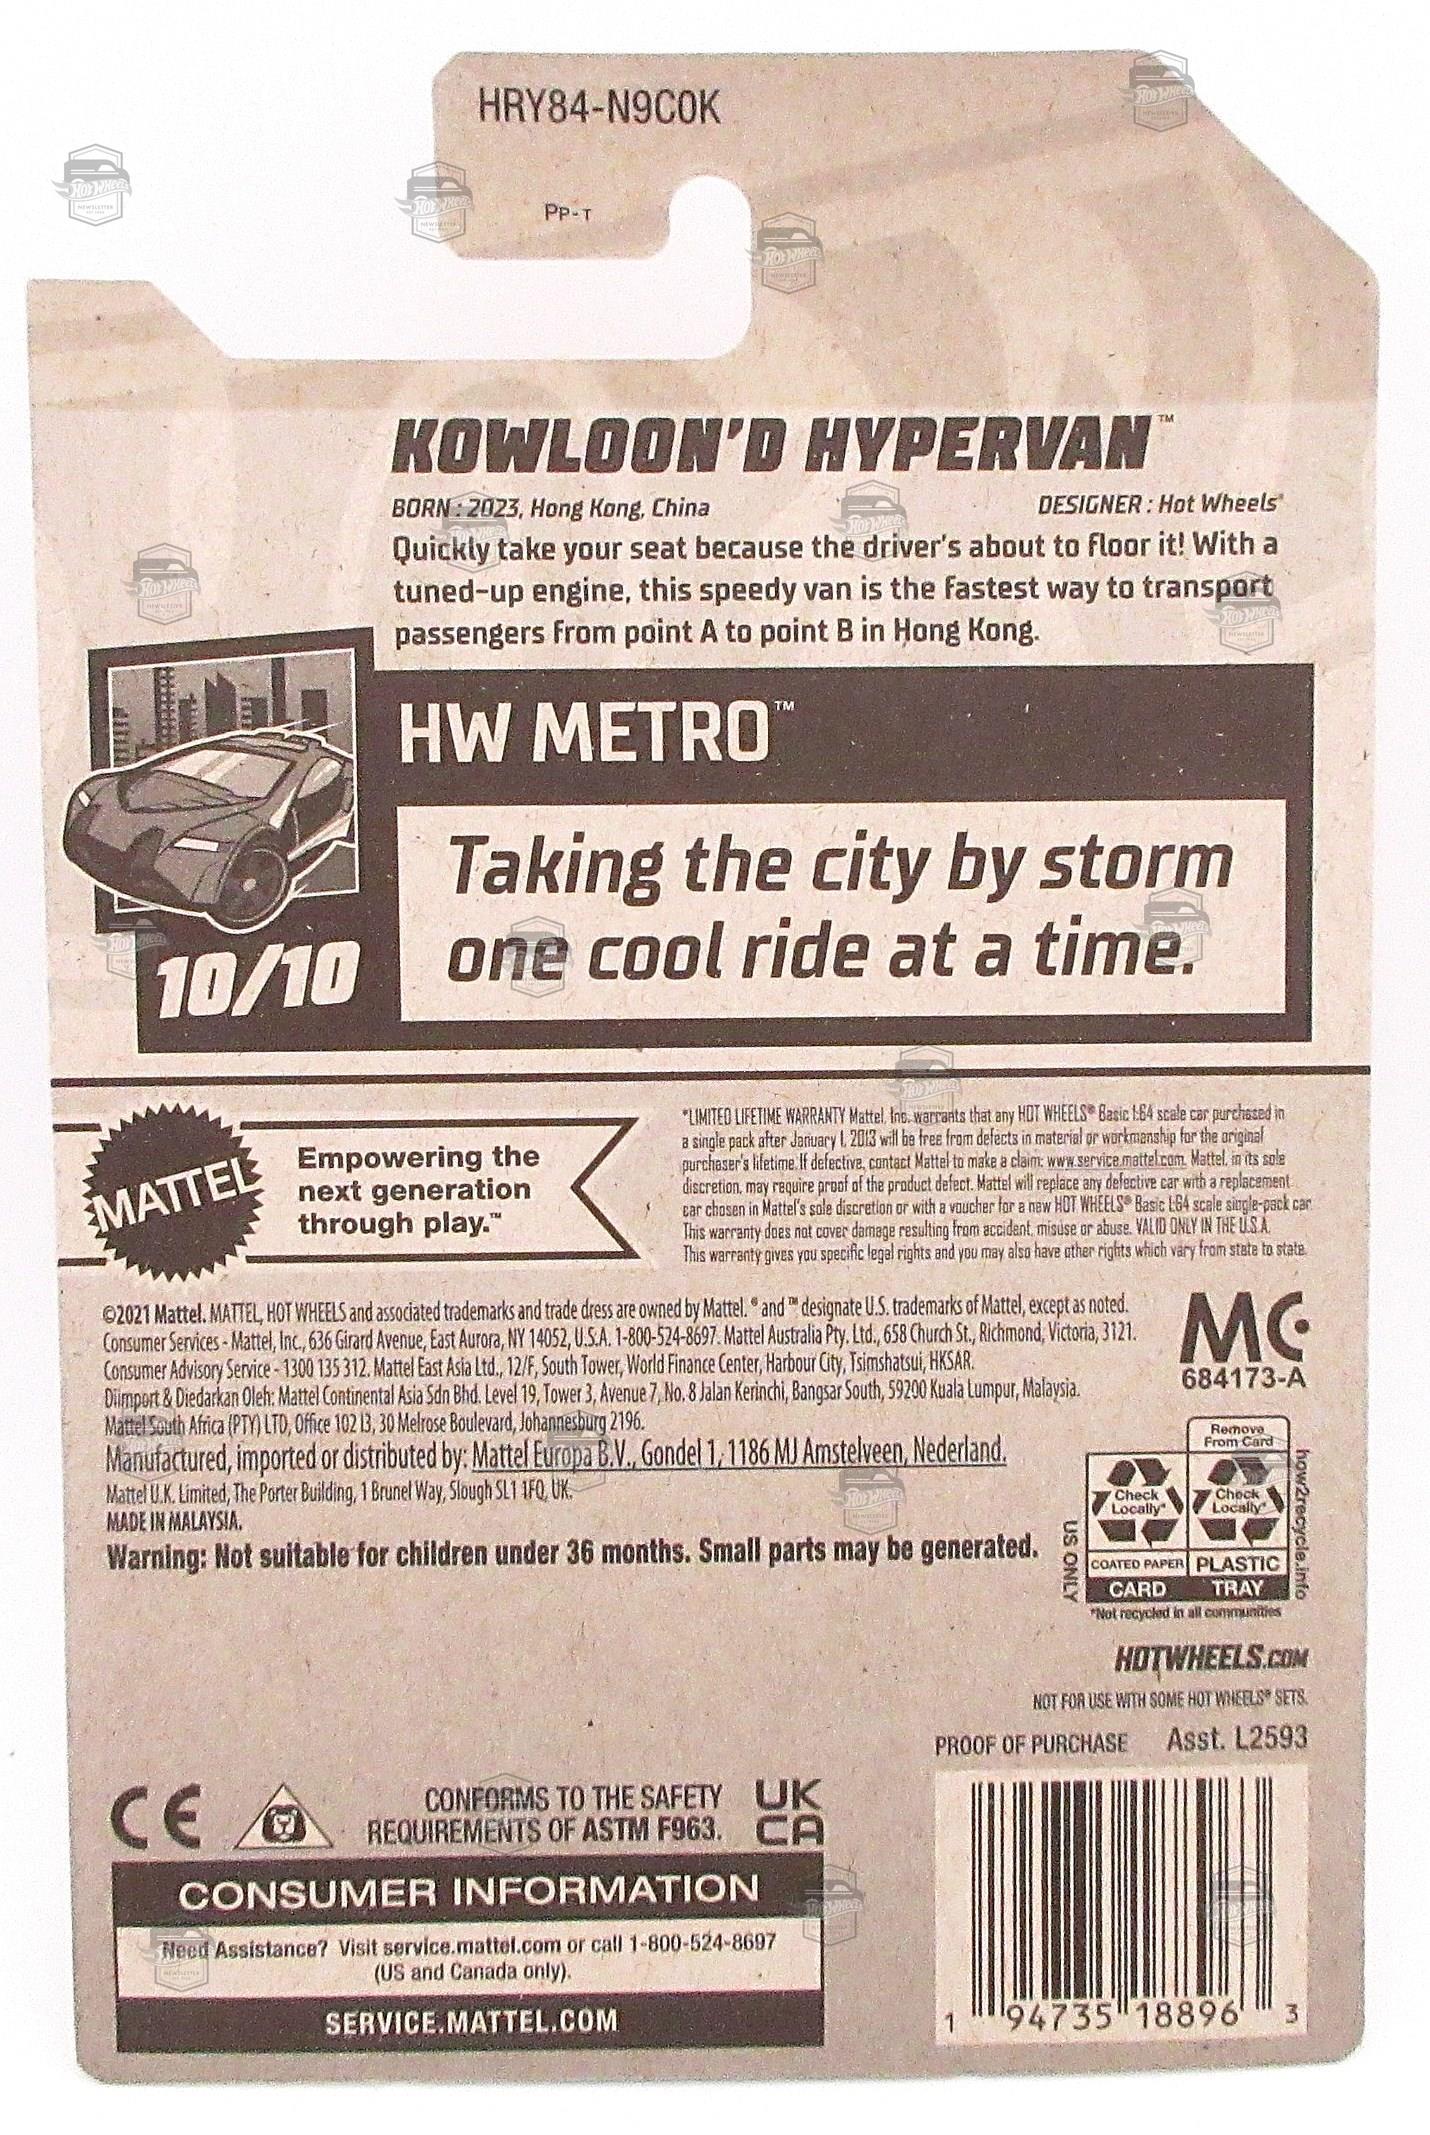 HRY84-N9C0K
PP-T
KOWLOON'D HYPERVAN™
BORN : 2023, Hong Kong, China
DESIGNER : Hot Wheels®
Quickly take your seat because the driver's about to floor it! With a
tuned-up engine, this speedy van is the fastest way to transport
passengers from point A to point B in Hong Kong.
HW METRO™
Taking the city by storm
one cool ride at a time.
10/10
MATTEL
Empowering the
next generation
through play.™
*LIMITED LIFETIME WARRANTY Mattel, Inc. warrants that any HOT WHEELS® Basic 1:64 scale car purchased in
a single pack after January 1, 2013 will be free from defects in material or workmanship for the original
purchaser's lifetime. If defective, contact Mattel to make a claim: www.service.mattel.com. Mattel, in its sole
discretion, may require proof of the product defect. Mattel will replace any defective car with a replacement
car chosen in Mattel's sole discretion or with a voucher for a new HOT WHEELS® Basic 1:64 scale single-pack car.
This warranty does not cover damage resulting from accident, misuse or abuse. VALID ONLY IN THE U.S.A.
This warranty gives you specific legal rights and you may also have other rights which vary from state to state.
©2021 Mattel. MATTEL, HOT WHEELS and associated trademarks and trade dress are owned by Mattel. ® and ™ designate U.S. trademarks of Mattel, except as noted.
Consumer Services - Mattel, Inc., 636 Girard Avenue, East Aurora, NY 14052, U.S.A. 1-800-524-8697. Mattel Australia Pty. Ltd., 658 Church St., Richmond, Victoria, 3121.
Consumer Advisory Service - 1300 135 312. Mattel East Asia Ltd., 12/F, South Tower, World Finance Center, Harbour City, Tsimshatsui, HKSAR.
Diimport & Diedarkan Oleh: Mattel Continental Asia Sdn Bhd. Level 19, Tower 3, Avenue 7, No. 8 Jalan Kerinchi, Bangsar South, 59200 Kuala Lumpur, Malaysia.
Mattel South Africa (PTY) LTD, Office 102 I3, 30 Melrose Boulevard, Johannesburg 2196.
Manufactured, imported or distributed by: Mattel Europa B.V., Gondel 1, 1186 MJ Amstelveen, Nederland.
Mattel U.K. Limited, The Porter Building, 1 Brunel Way, Slough SL1 1FQ, UK.
MADE IN MALAYSIA.
Warning: Not suitable for children under 36 months. Small parts may be generated.
MC
684173-A
Remove
From Card
Check
Locally*
Check
Locally*
COATED PAPER
PLASTIC
CARD
TRAY
US ONLY
how2recycle.info
*Not recycled in all communities
HOTWHEELS.COM
NOT FOR USE WITH SOME HOT WHEELS® SETS.
PROOF OF PURCHASE
Asst. L2593
CE
CONFORMS TO THE SAFETY
REQUIREMENTS OF ASTM F963.
UK
CA
CONSUMER INFORMATION
Need Assistance? Visit service.mattel.com or call 1-800-524-8697
(US and Canada only).
SERVICE.MATTEL.COM
1 94735 18896 3
Hot Wheels
NEWSLETTER